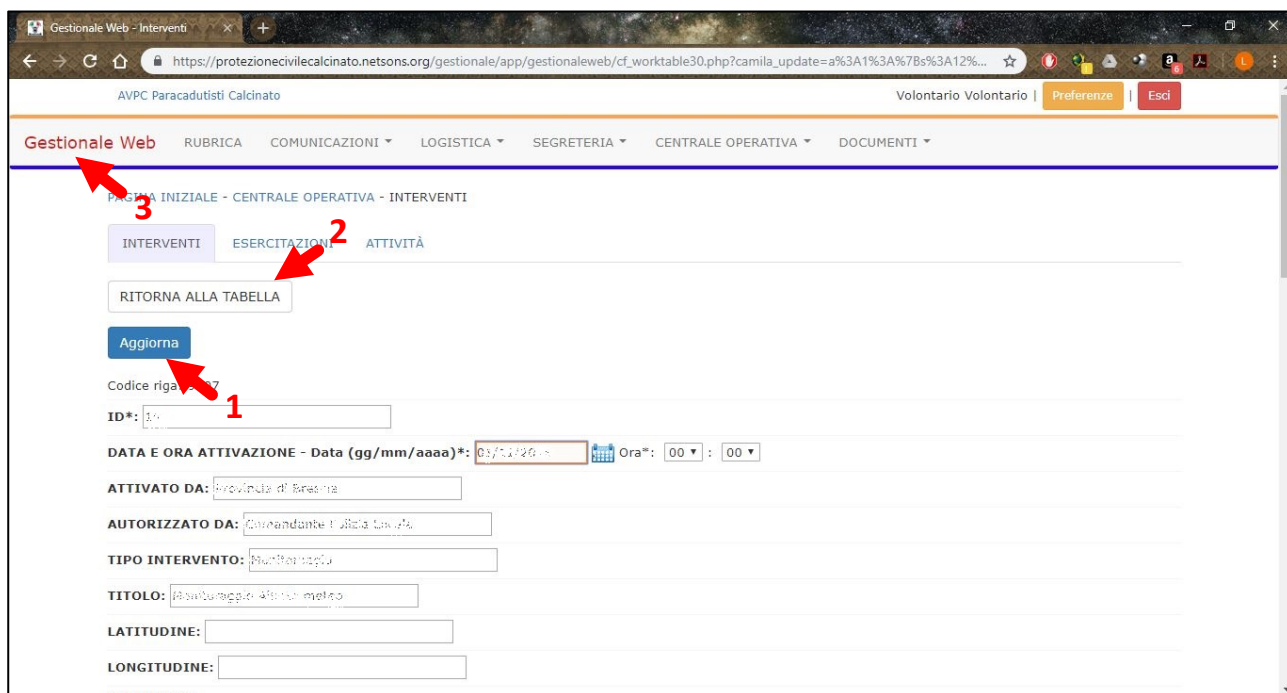 Gestionale Web - Interventi
https://protezionecivilecalcinato.netsons.org/gestionale/app/gestionaleweb/cf_worktable30.php?camila_update=a%3A1%3A%7Bs%3A12%...
AVPC Paracadutisti Calcinato
Volontario Volontario | Preferenze | Esci
Gestionale Web RUBRICA COMUNICAZIONI LOGISTICA SEGRETERIA CENTRALE OPERATIVA DOCUMENTI
3
PAGINA INIZIALE - CENTRALE OPERATIVA - INTERVENTI
2
INTERVENTI ESERCITAZIONI ATTIVITÀ
RITORNA ALLA TABELLA
Aggiorna
Codice riga
1
ID*:
DATA E ORA ATTIVAZIONE - Data (gg/mm/aaaa)*: Ora*: 00 : 00
ATTIVATO DA:
AUTORIZZATO DA:
TIPO INTERVENTO:
TITOLO: meteo
LATITUDINE:
LONGITUDINE: